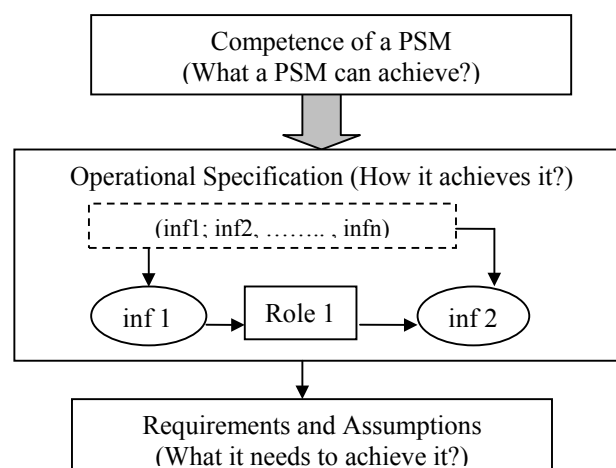 Competence of a PSM
(What a PSM can achieve?)
Operational Specification (How it achieves it?)
(inf1; inf2, …….. , infn)
inf 1
Role 1
inf 2
Requirements and Assumptions
(What it needs to achieve it?)